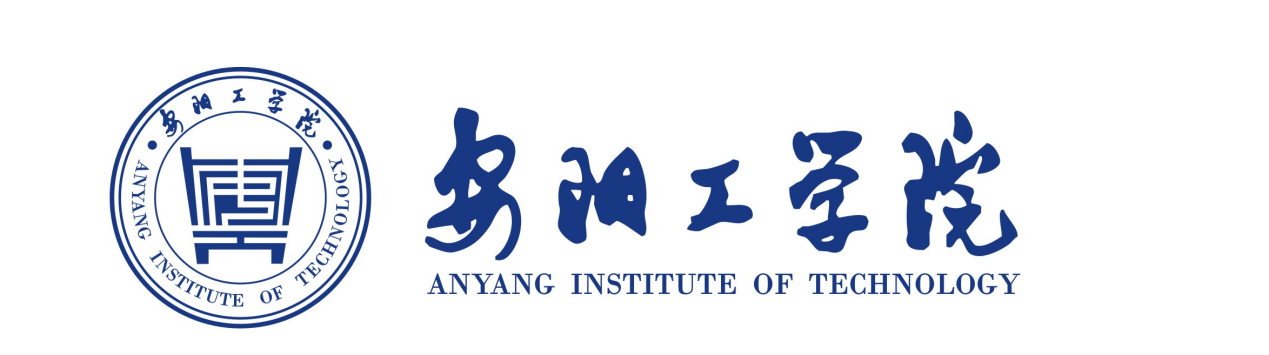 安阳工学院
ANYANG INSTITUTE OF TECHNOLOGY
安阳工学院
ANYANG INSTITUTE OF TECHNOLOGY